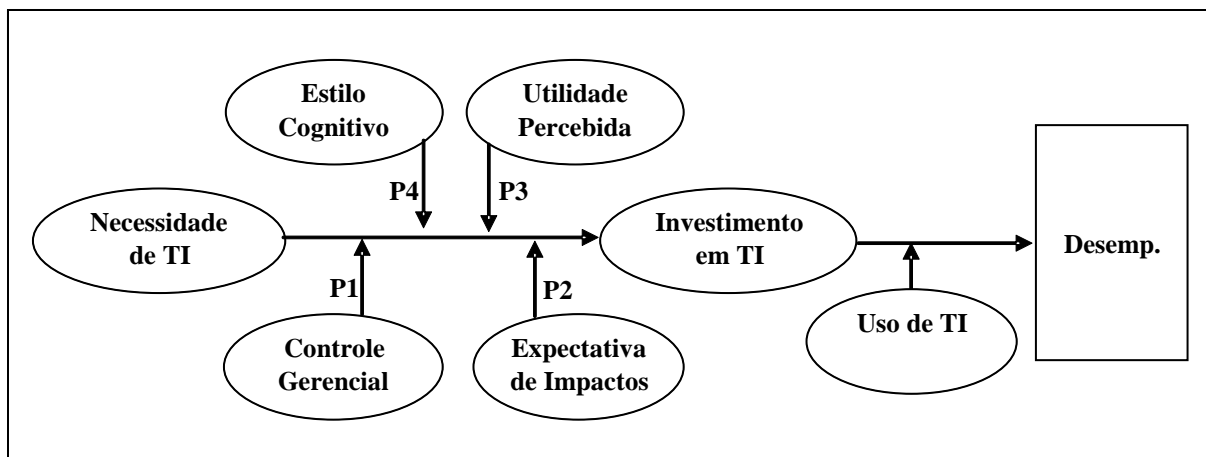 Estilo
Cognitivo
Utilidade
Percebida
P4
P3
Necessidade
de TI
Investimento
em TI
Desemp.
P1
P2
Controle
Gerencial
Expectativa
de Impactos
Uso de TI